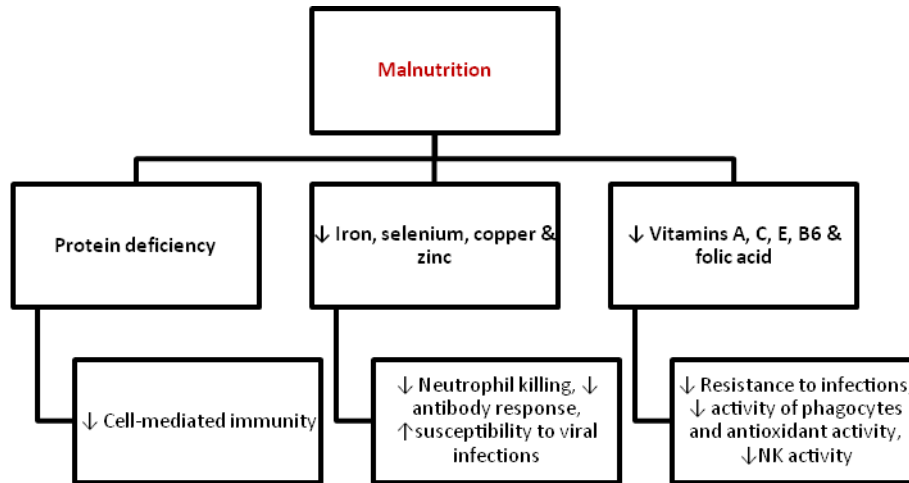 Malnutrition
Protein deficiency
↓ Iron, selenium, copper &
zinc
↓ Vitamins A, C, E, B6 &
folic acid
↓ Cell-mediated immunity
↓ Neutrophil killing, ↓
antibody response,
↑susceptibility to viral
infections
↓ Resistance to infections,
↓ activity of phagocytes
and antioxidant activity,
↓NK activity